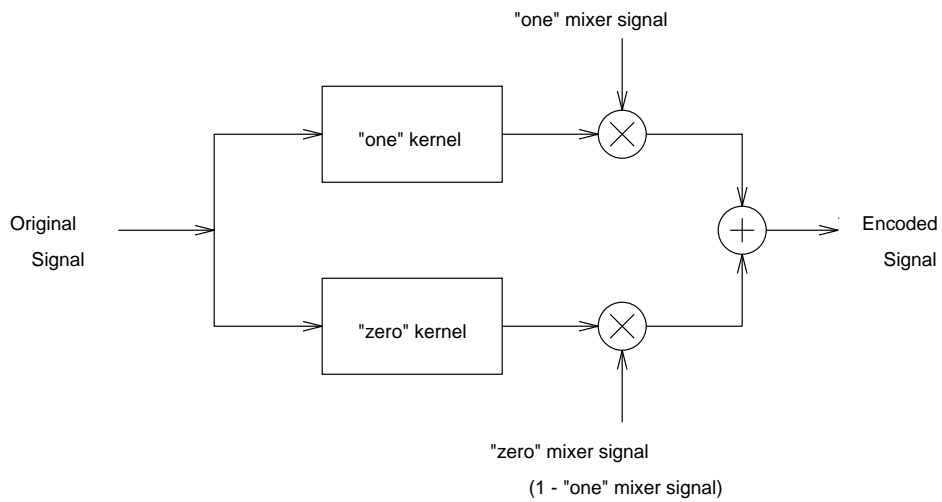 "one" mixer signal
"one" kernel
Original
Signal
Encoded
Signal
"zero" kernel
"zero" mixer signal
(1 - "one" mixer signal)